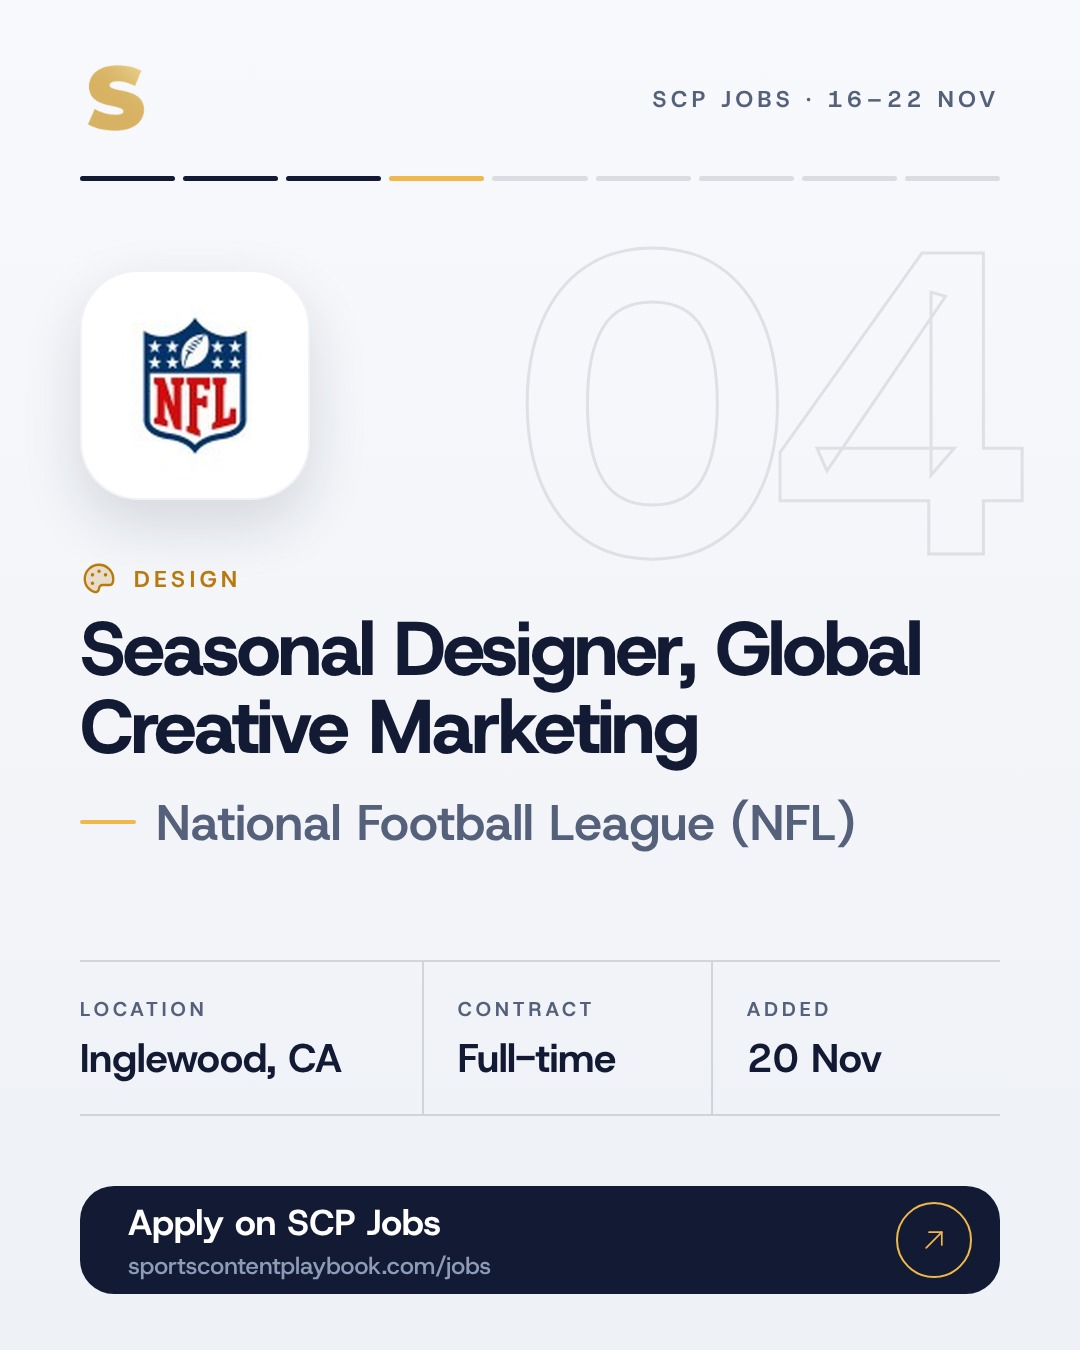 S
SCP JOBS · 16–22 NOV
04
NFL
DESIGN
Seasonal Designer, Global
Creative Marketing
National Football League (NFL)
LOCATION
Inglewood, CA
CONTRACT
Full-time
ADDED
20 Nov
Apply on SCP Jobs
sportscontentplaybook.com/jobs